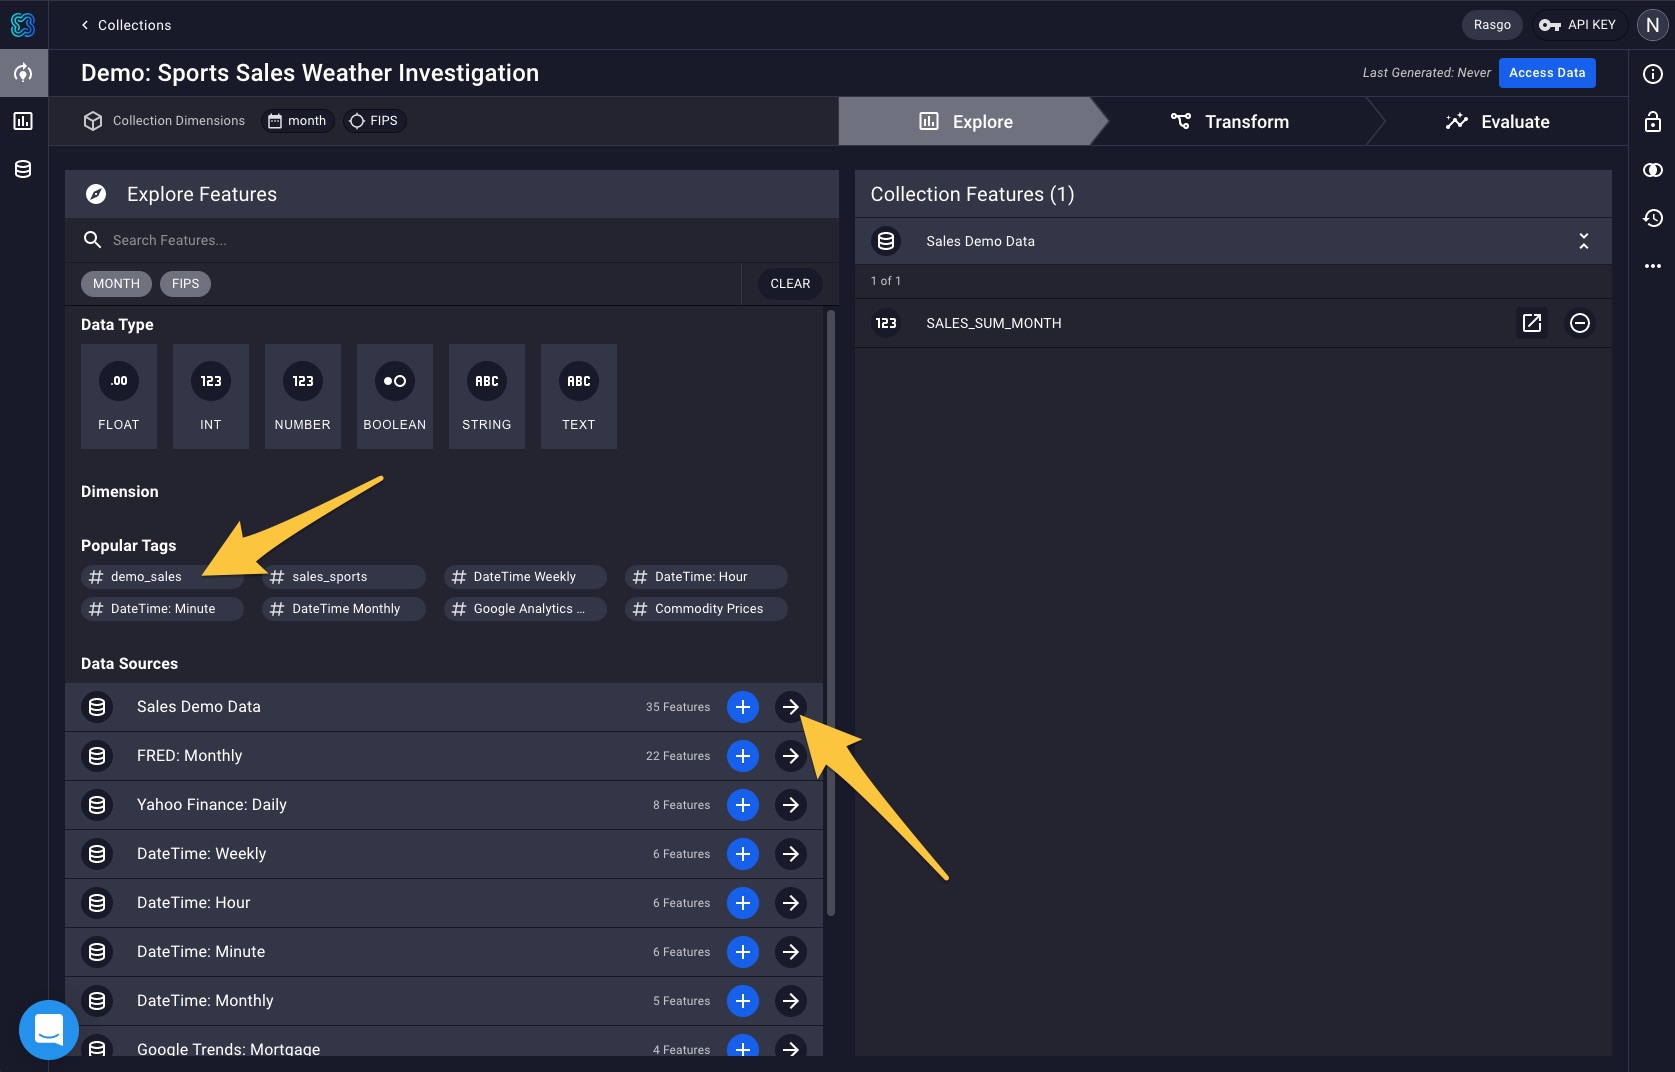 Collections
Rasgo
API KEY
N
Demo: Sports Sales Weather Investigation
Last Generated: Never
Access Data
Collection Dimensions
month
FIPS
Explore
Transform
Evaluate
Explore Features
Search Features...
MONTH
FIPS
CLEAR
Data Type
.00
123
123
ABC
ABC
FLOAT
INT
NUMBER
BOOLEAN
STRING
TEXT
Dimension
Popular Tags
# demo_sales
# sales_sports
# DateTime Weekly
# DateTime: Hour
# DateTime: Minute
# DateTime Monthly
# Google Analytics ...
# Commodity Prices
Data Sources
Sales Demo Data
35 Features
FRED: Monthly
22 Features
Yahoo Finance: Daily
8 Features
DateTime: Weekly
6 Features
DateTime: Hour
6 Features
DateTime: Minute
6 Features
DateTime: Monthly
5 Features
Google Trends: Mortgage
4 Features
Collection Features (1)
Sales Demo Data
1 of 1
123
SALES_SUM_MONTH